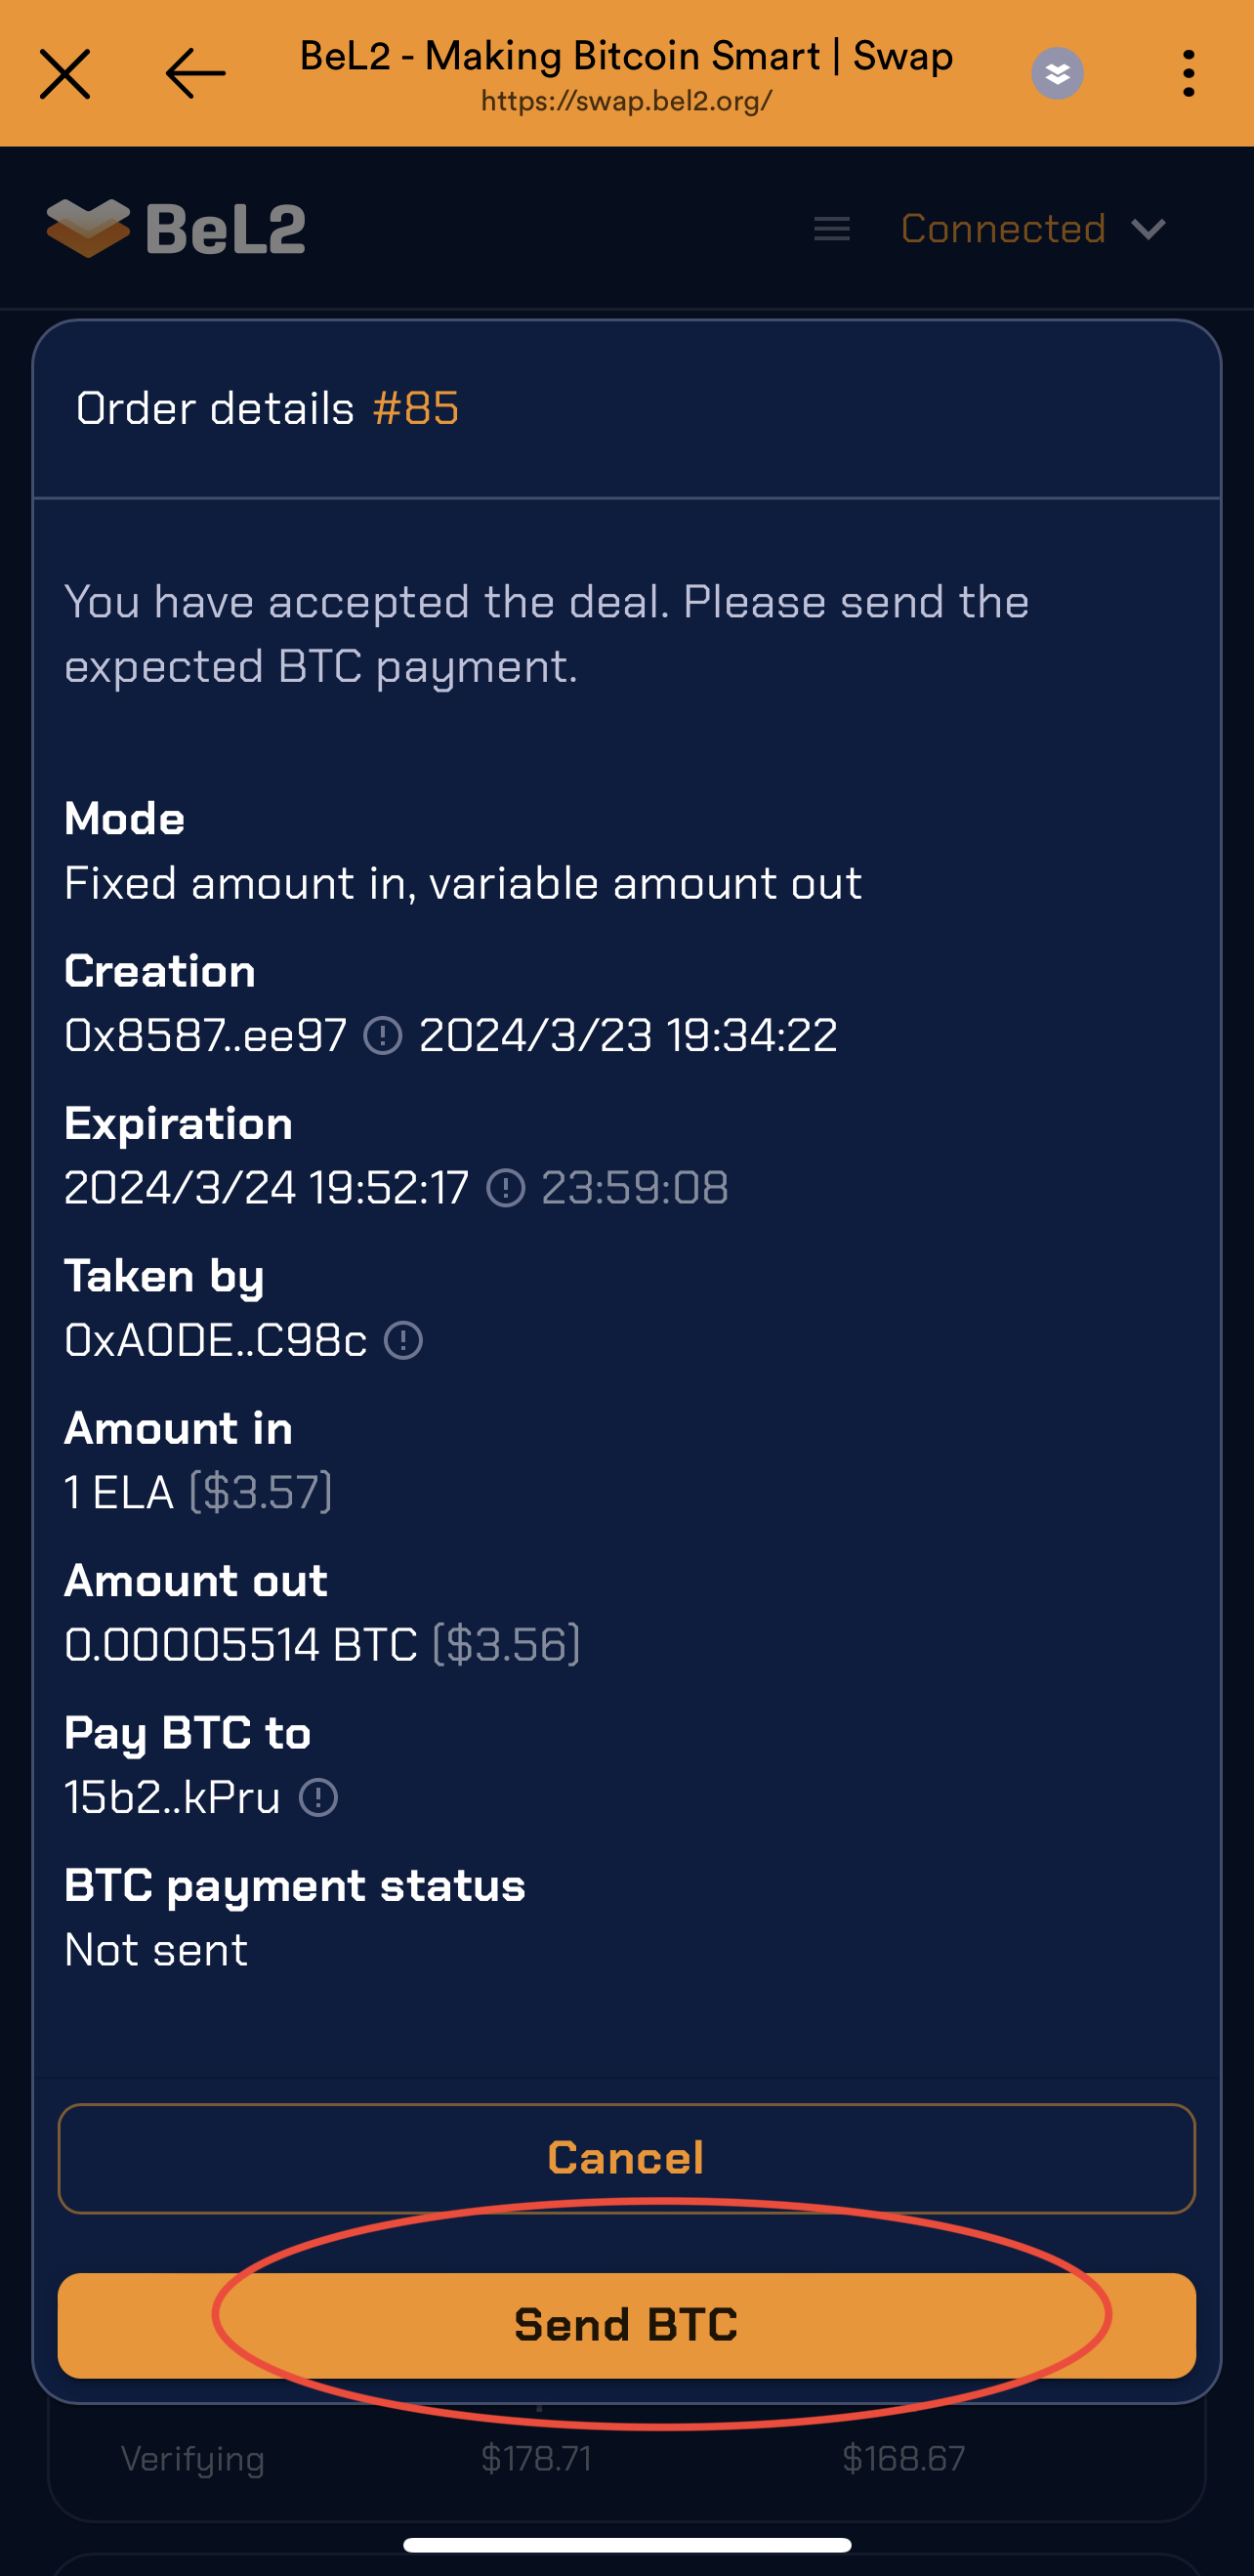 BeL2 - Making Bitcoin Smart | Swap
https://swap.bel2.org/
BeL2
Connected
Order details #85
You have accepted the deal. Please send the
expected BTC payment.
Mode
Fixed amount in, variable amount out
Creation
0x8587..ee97 2024/3/23 19:34:22
Expiration
2024/3/24 19:52:17 23:59:08
Taken by
0xA0DE..C98c
Amount in
1 ELA ($3.57)
Amount out
0.00005514 BTC ($3.56)
Pay BTC to
15b2..kPru
BTC payment status
Not sent
Cancel
Send BTC
Verifying $178.71 $168.67